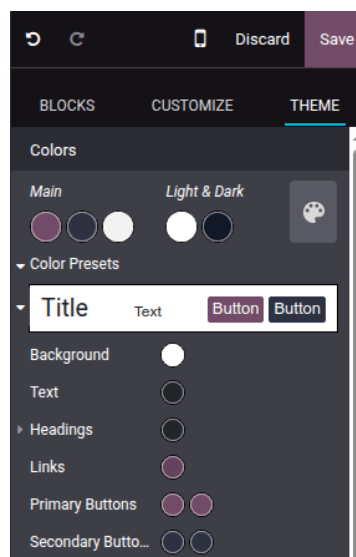 Discard Save
BLOCKS CUSTOMIZE THEME
Colors
Main Light & Dark
Color Presets
Title Text Button Button
Background
Text
Headings
Links
Primary Buttons
Secondary Butto...